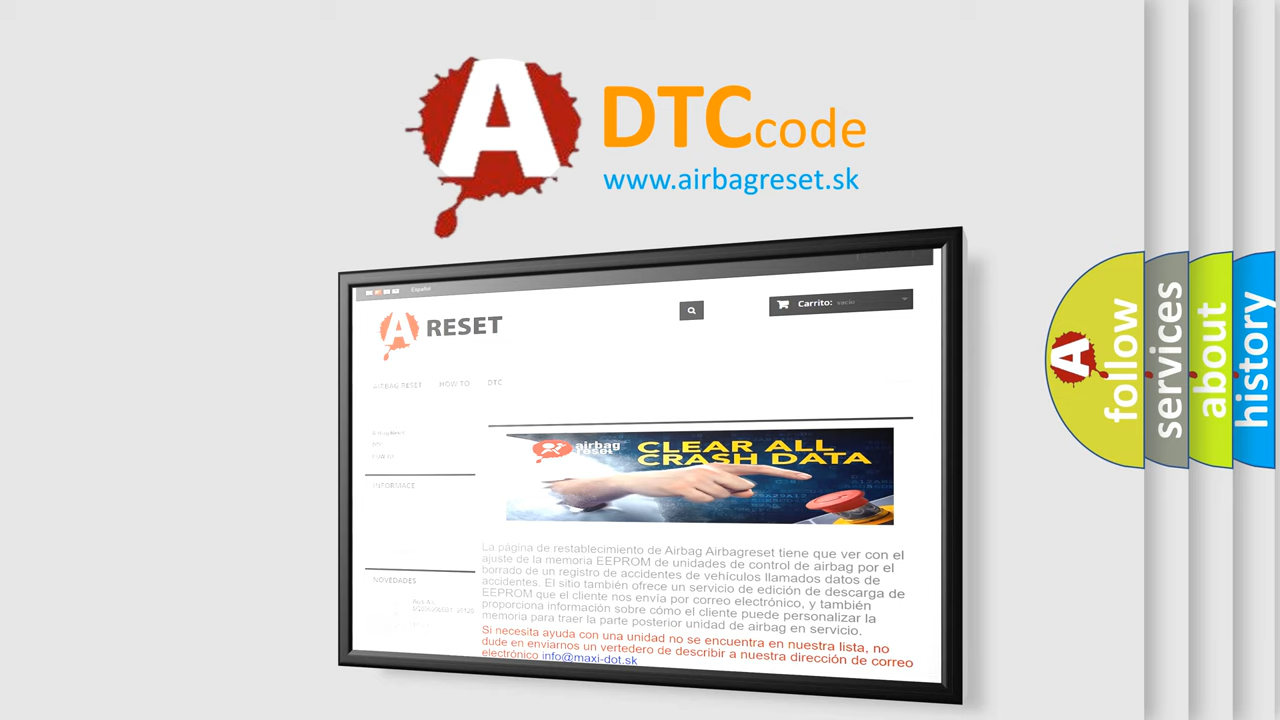 A
DTC code
www.airbagreset.sk
Español
A RESET
Carrito: vacío
AIRBAG RESET HOW TO DTC
INFORMACE
NOVEDADES
airbag
reset
CLEAR ALL
CRASH DATA
La página de restablecimiento de Airbag Airbagreset tiene que ver con el
ajuste de la memoria EEPROM de unidades de control de airbag por el
borrado de un registro de accidentes de vehículos llamados datos de
accidentes. El sitio también ofrece un servicio de edición de descarga de
EEPROM que el cliente nos envía por correo electrónico, y también
proporciona información sobre cómo el cliente puede personalizar la
memoria para traer la parte posterior unidad de airbag en servicio.
Si necesita ayuda con una unidad no se encuentra en nuestra lista, no
dude en enviarnos un vertedero de describir a nuestra dirección de correo
electrónico info@maxi-dot.sk
A
follow
services
about
history